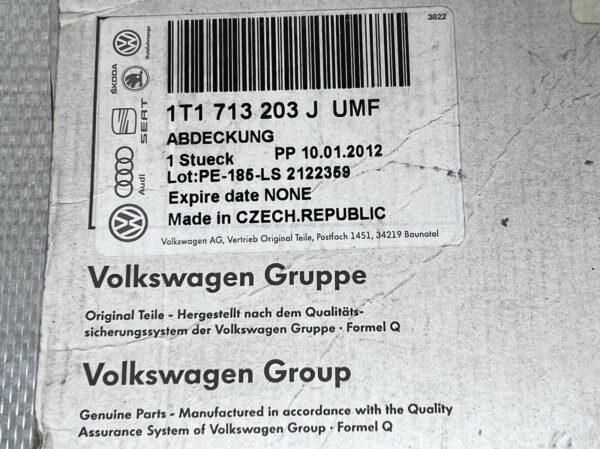 3822
1T1 713 203 J UMF
ABDECKUNG
1 Stueck PP 10.01.2012
Lot:PE-185-LS 2122359
Expire date NONE
Made in CZECH.REPUBLIC
Volkswagen AG, Vertrieb Original Teile, Postfach 1451, 34219 Baunatal
Nutzfahrzeuge
ŠKODA
SEAT
Audi
Volkswagen Gruppe
Original Teile - Hergestellt nach dem Qualitäts-
sicherungssystem der Volkswagen Gruppe · Formel Q
Volkswagen Group
Genuine Parts - Manufactured in accordance with the Quality
Assurance System of Volkswagen Group · Formel Q